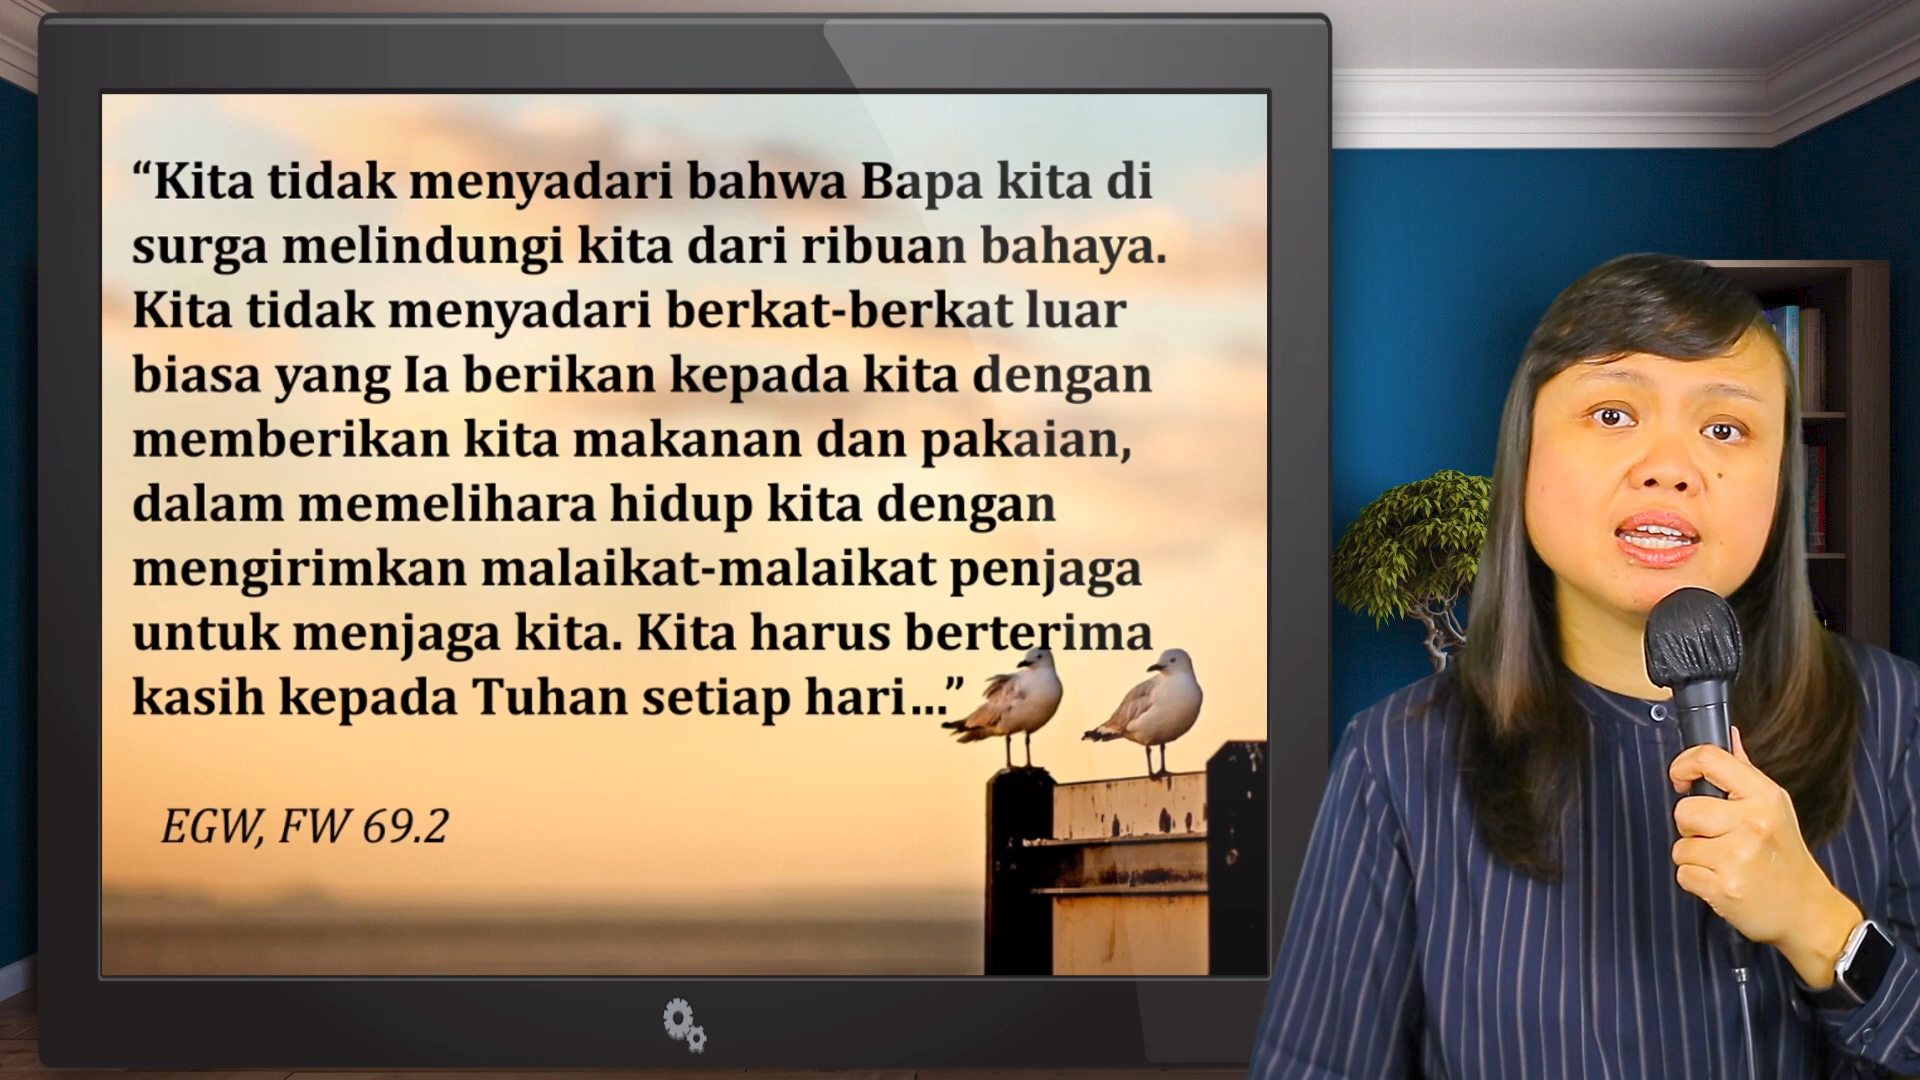 “Kita tidak menyadari bahwa Bapa kita di
surga melindungi kita dari ribuan bahaya.
Kita tidak menyadari berkat-berkat luar
biasa yang Ia berikan kepada kita dengan
memberikan kita makanan dan pakaian,
dalam memelihara hidup kita dengan
mengirimkan malaikat-malaikat penjaga
untuk menjaga kita. Kita harus berterima
kasih kepada Tuhan setiap hari…”
EGW, FW 69.2